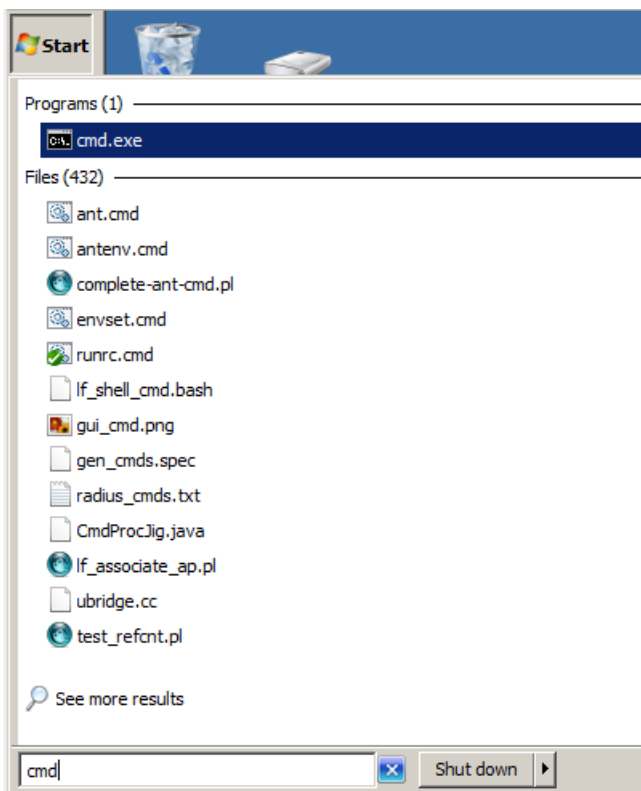 Start
Programs (1)
C:\.
cmd.exe
Files (432)
ant.cmd
antenv.cmd
complete-ant-cmd.pl
envset.cmd
runrc.cmd
lf_shell_cmd.bash
gui_cmd.png
gen_cmds.spec
radius_cmds.txt
CmdProcJig.java
lf_associate_ap.pl
ubridge.cc
test_refcnt.pl
See more results
cmd
Shut down